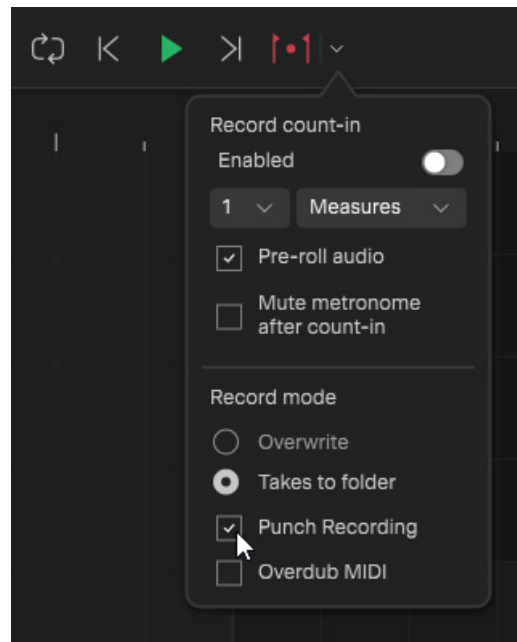 Record count-in
Enabled
1 Measures
Pre-roll audio
Mute metronome
after count-in
Record mode
Overwrite
Takes to folder
Punch Recording
Overdub MIDI